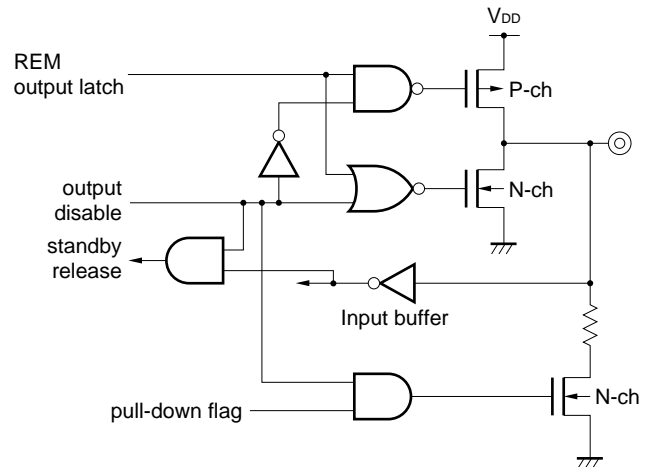 VDD
REM
output latch
P-ch
output
disable
N-ch
standby
release
Input buffer
pull-down flag
N-ch